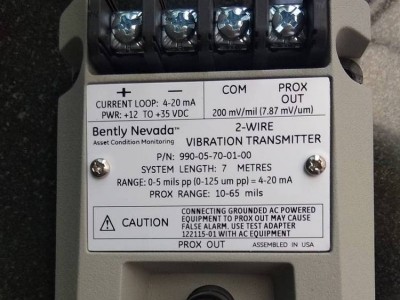 + − COM PROX OUT
CURRENT LOOP: 4-20 mA
PWR: +12 TO +35 VDC
200 mV/mil (7.87 mV/um)
Bently Nevada™
Asset Condition Monitoring
2-WIRE
VIBRATION TRANSMITTER
P/N: 990-05-70-01-00
SYSTEM LENGTH: 7 METRES
RANGE: 0-5 mils pp (0-125 um pp) = 4-20 mA
PROX RANGE: 10-65 mils
CAUTION
CONNECTING GROUNDED AC POWERED
EQUIPMENT TO PROX OUT MAY CAUSE
FALSE ALARM. USE TEST ADAPTER
122115-01 WITH AC EQUIPMENT
PROX OUT
ASSEMBLED IN USA